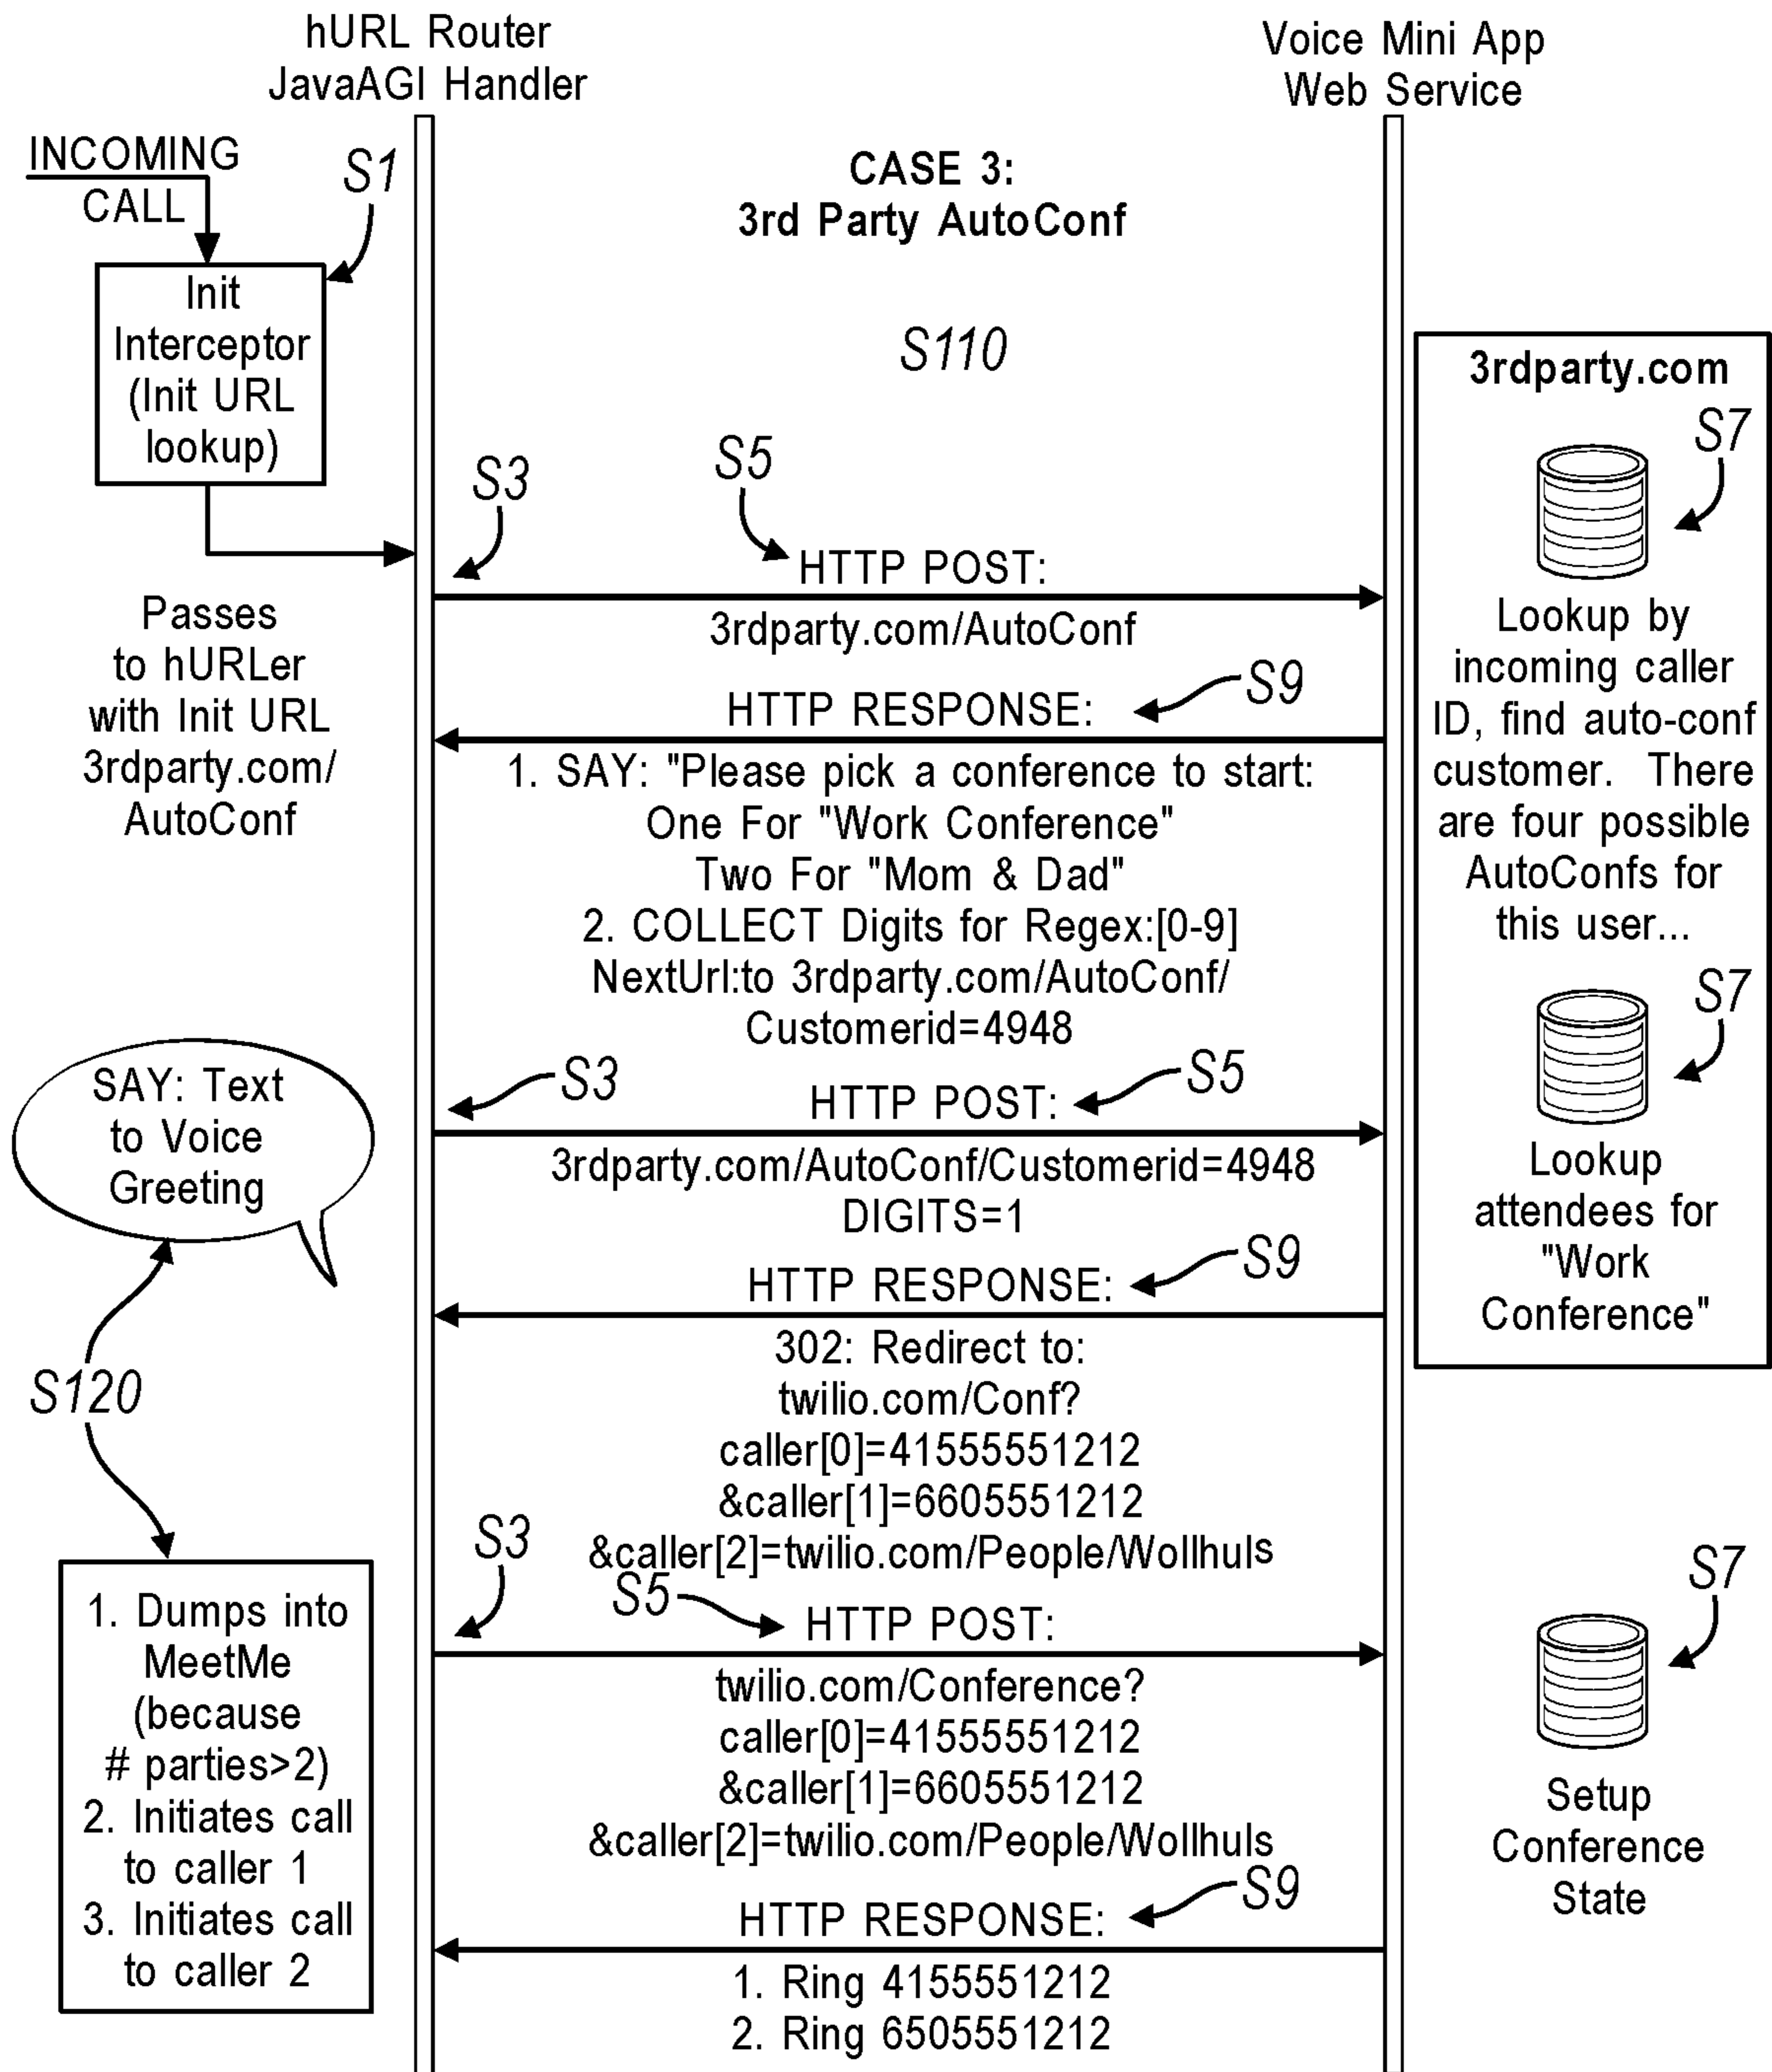 hURL Router
JavaAGI Handler
Voice Mini App
Web Service
INCOMING
CALL
S1
CASE 3:
3rd Party AutoConf
Init
Interceptor
(Init URL
lookup)
S110
3rdparty.com
S7
S3
S5
HTTP POST:
3rdparty.com/AutoConf
Passes
to hURLer
with Init URL
3rdparty.com/
AutoConf
Lookup by
incoming caller
ID, find auto-conf
customer. There
are four possible
AutoConfs for
this user...
S9
HTTP RESPONSE:
1. SAY: "Please pick a conference to start:
One For "Work Conference"
Two For "Mom & Dad"
2. COLLECT Digits for Regex:[0-9]
NextUrl:to 3rdparty.com/AutoConf/
Customerid=4948
S7
Lookup
attendees for
"Work
Conference"
SAY: Text
to Voice
Greeting
S3
S5
HTTP POST:
3rdparty.com/AutoConf/Customerid=4948
DIGITS=1
S9
HTTP RESPONSE:
302: Redirect to:
twilio.com/Conf?
caller[0]=41555551212
&caller[1]=6605551212
&caller[2]=twilio.com/People/Wollhuls
S120
S3
S5
HTTP POST:
twilio.com/Conference?
caller[0]=41555551212
&caller[1]=6605551212
&caller[2]=twilio.com/People/Wollhuls
S7
Setup
Conference
State
1. Dumps into
MeetMe
(because
# parties>2)
2. Initiates call
to caller 1
3. Initiates call
to caller 2
S9
HTTP RESPONSE:
1. Ring 4155551212
2. Ring 6505551212